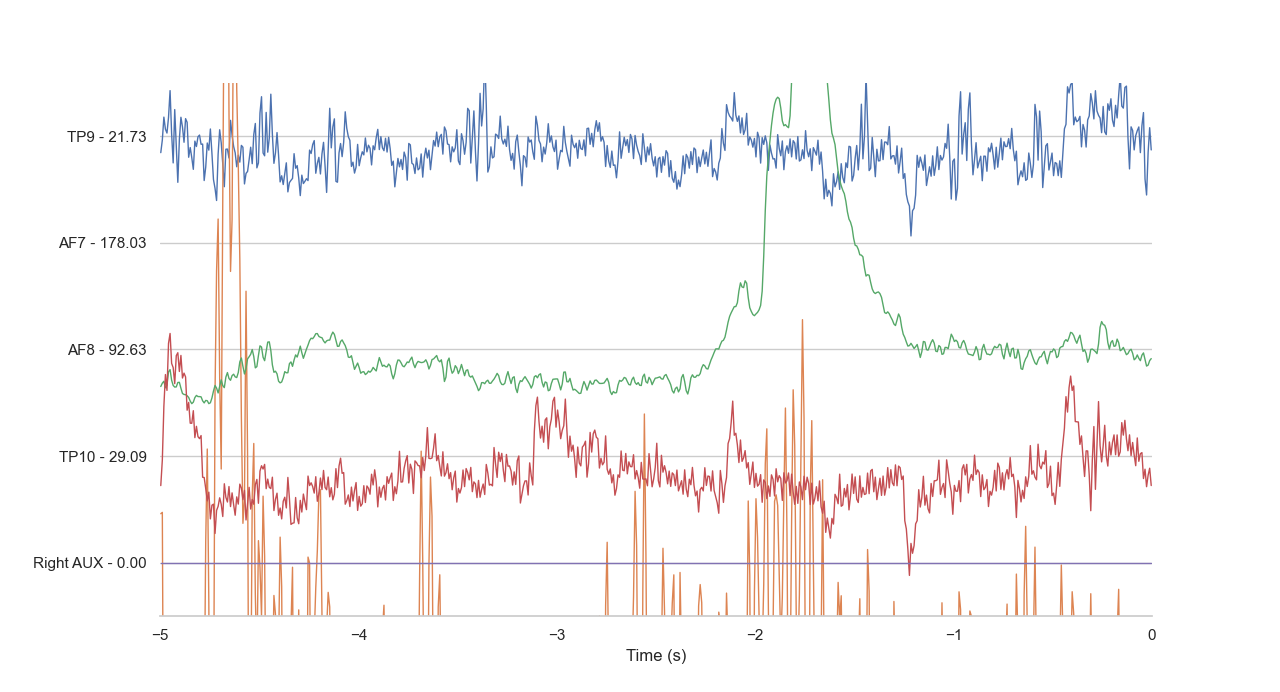 TP9 - 21.73
AF7 - 178.03
AF8 - 92.63
TP10 - 29.09
Right AUX - 0.00
−5 −4 −3 −2 −1 0
Time (s)